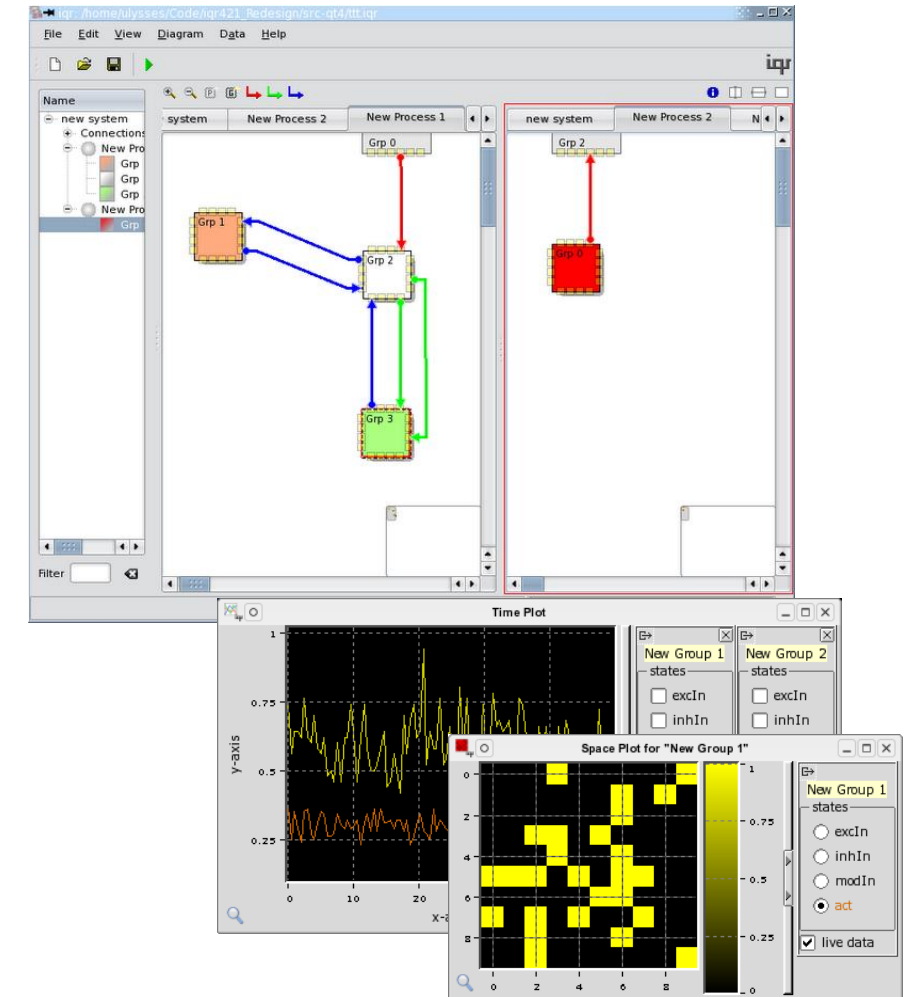 iqr: /home/ulysses/Code/iqr421_Redesign/src-qt4/ttt.iqr
File Edit View Diagram Data Help
iqr
Name
new system
Connections
New Pro
Grp
Grp
Grp
New Pro
Grp
Filter
system New Process 2 New Process 1
Grp 0
Grp 1
Grp 2
Grp 3
new system New Process 2 N
Grp 2
Grp 0
Time Plot
1
0.75
0.5
0.25
y-axis
0 10 20
x-a
New Group 1
states
excIn
inhIn
New Group 2
states
excIn
inhIn
Space Plot for "New Group 1"
0
2
4
6
8
0 2 4 6 8
1
0.75
0.5
0.25
0
New Group 1
states
excIn
inhIn
modIn
act
live data